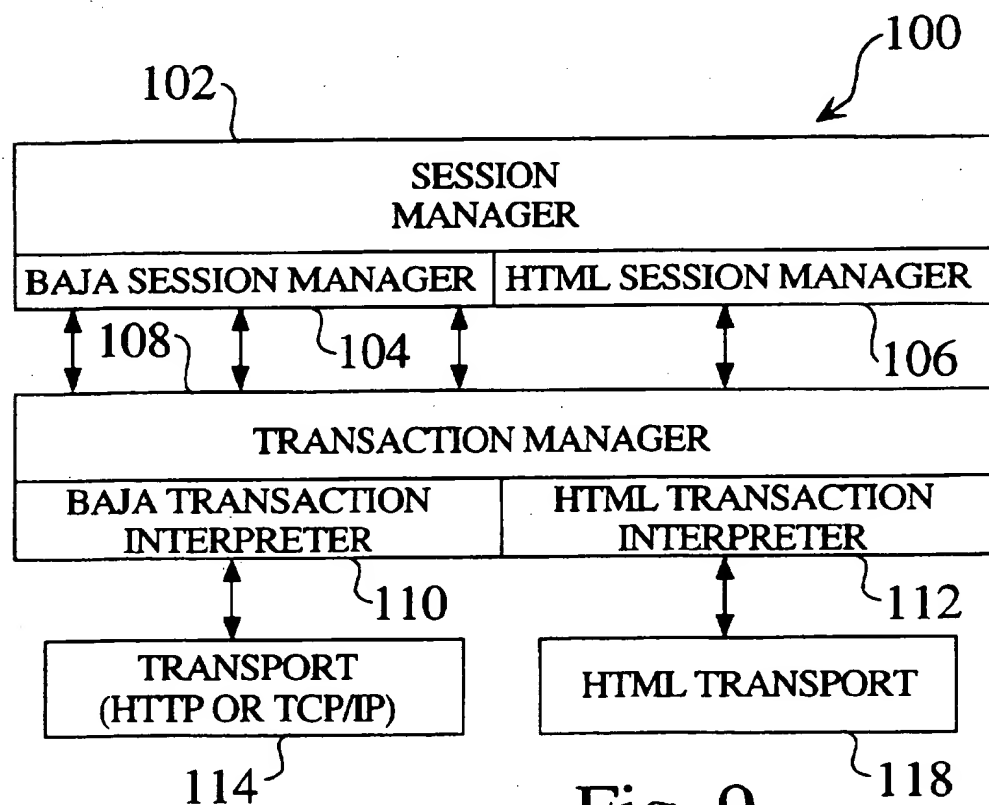 100
102
SESSION
MANAGER
BAJA SESSION MANAGER
HTML SESSION MANAGER
108
104
106
TRANSACTION MANAGER
BAJA TRANSACTION
INTERPRETER
HTML TRANSACTION
INTERPRETER
110
112
TRANSPORT
(HTTP OR TCP/IP)
HTML TRANSPORT
114
118